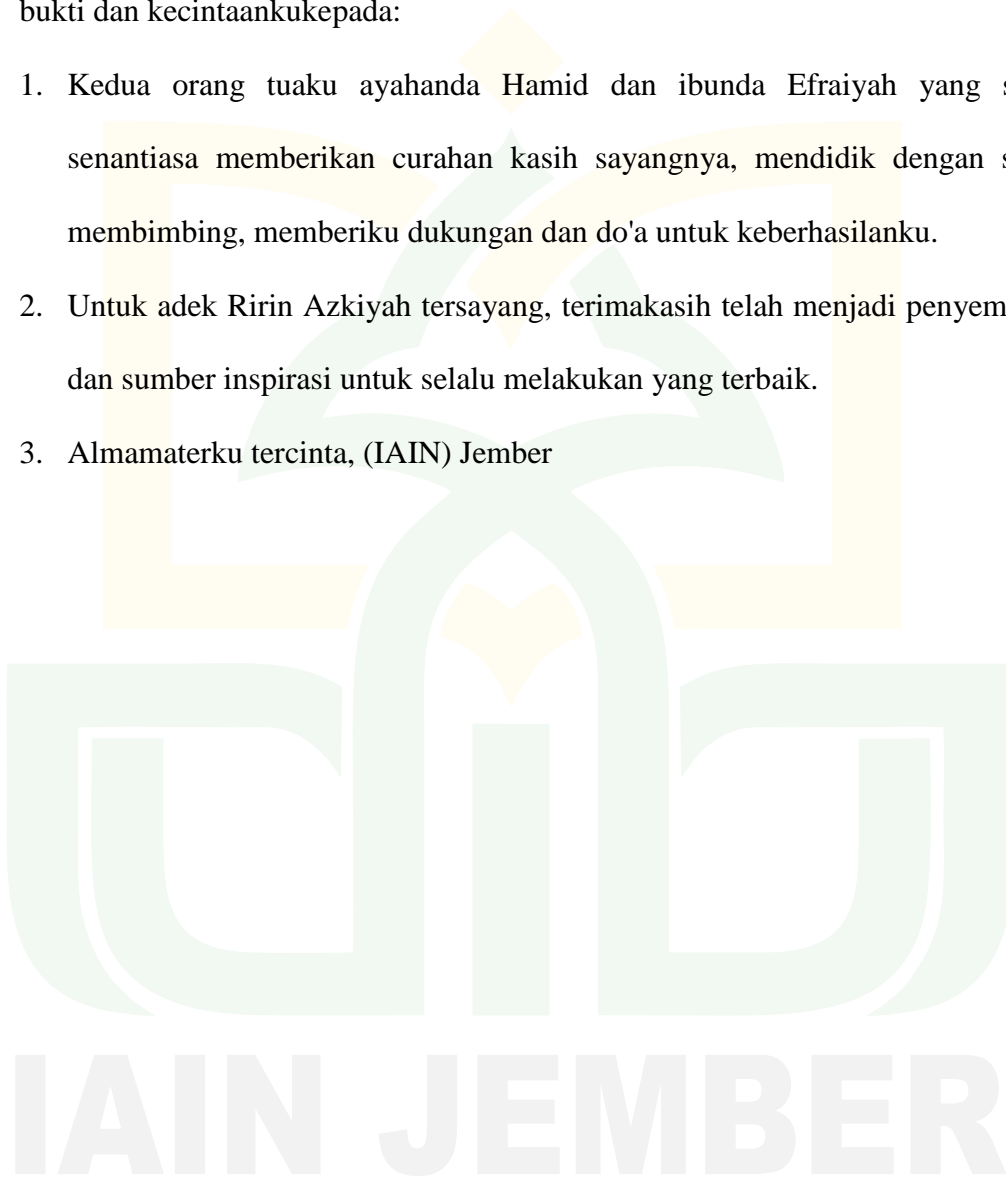 bukti dan kecintaankukepada:
1. Kedua orang tuaku ayahanda Hamid dan ibunda Efraiyah yang
senantiasa memberikan curahan kasih sayangnya, mendidik dengan
membimbing, memberiku dukungan dan do'a untuk keberhasilanku.
2. Untuk adek Ririn Azkiyah tersayang, terimakasih telah menjadi
dan sumber inspirasi untuk selalu melakukan yang terbaik.
3. Almamaterku tercinta, (IAIN) Jember
IAIN JEMBER